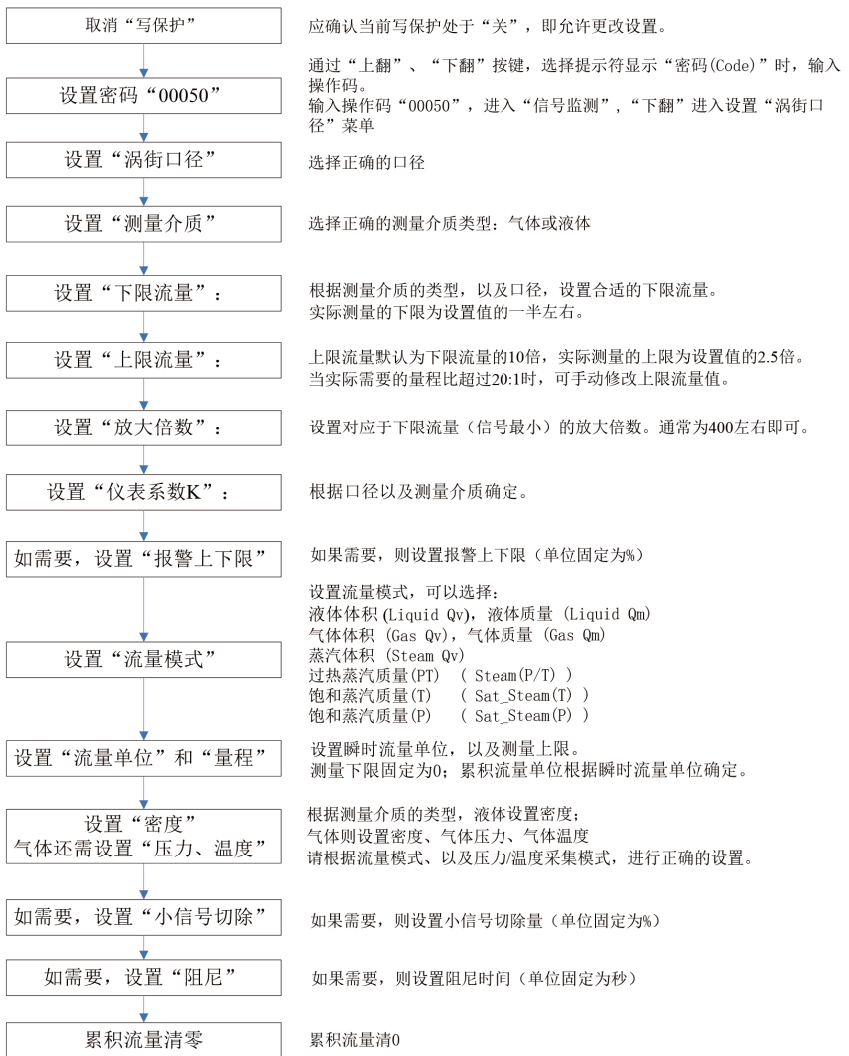 取消“写保护”
应确认当前写保护处于“关”，即允许更改设置。
设置密码“00050”
通过“上翻”、“下翻”按键，选择提示符显示“密码(Code)”时，输入
操作码。
输入操作码“00050”，进入“信号监测”，“下翻”进入设置“涡街口
径”菜单
设置“涡街口径”
选择正确的口径
设置“测量介质”
选择正确的测量介质类型：气体或液体
设置“下限流量”：
根据测量介质的类型，以及口径，设置合适的下限流量。
实际测量的下限为设置值的一半左右。
设置“上限流量”：
上限流量默认为下限流量的10倍，实际测量的上限为设置值的2.5倍。
当实际需要的量程比超过20:1时，可手动修改上限流量值。
设置“放大倍数”：
设置对应于下限流量（信号最小）的放大倍数。通常为400左右即可。
设置“仪表系数K”：
根据口径以及测量介质确定。
如需要，设置“报警上下限”
如果需要，则设置报警上下限（单位固定为%）
设置“流量模式”
设置流量模式，可以选择：
液体体积 (Liquid Qv)，液体质量 (Liquid Qm)
气体体积 (Gas Qv)，气体质量 (Gas Qm)
蒸汽体积 (Steam Qv)
过热蒸汽质量(PT) ( Steam(P/T) )
饱和蒸汽质量(T) ( Sat_Steam(T) )
饱和蒸汽质量(P) ( Sat_Steam(P) )
设置“流量单位”和“量程”
设置瞬时流量单位，以及测量上限。
测量下限固定为0；累积流量单位根据瞬时流量单位确定。
设置“密度”
气体还需设置“压力、温度”
根据测量介质的类型，液体设置密度；
气体则设置密度、气体压力、气体温度
请根据流量模式、以及压力/温度采集模式，进行正确的设置。
如需要，设置“小信号切除”
如果需要，则设置小信号切除量（单位固定为%）
如需要，设置“阻尼”
如果需要，则设置阻尼时间（单位固定为秒）
累积流量清零
累积流量清0